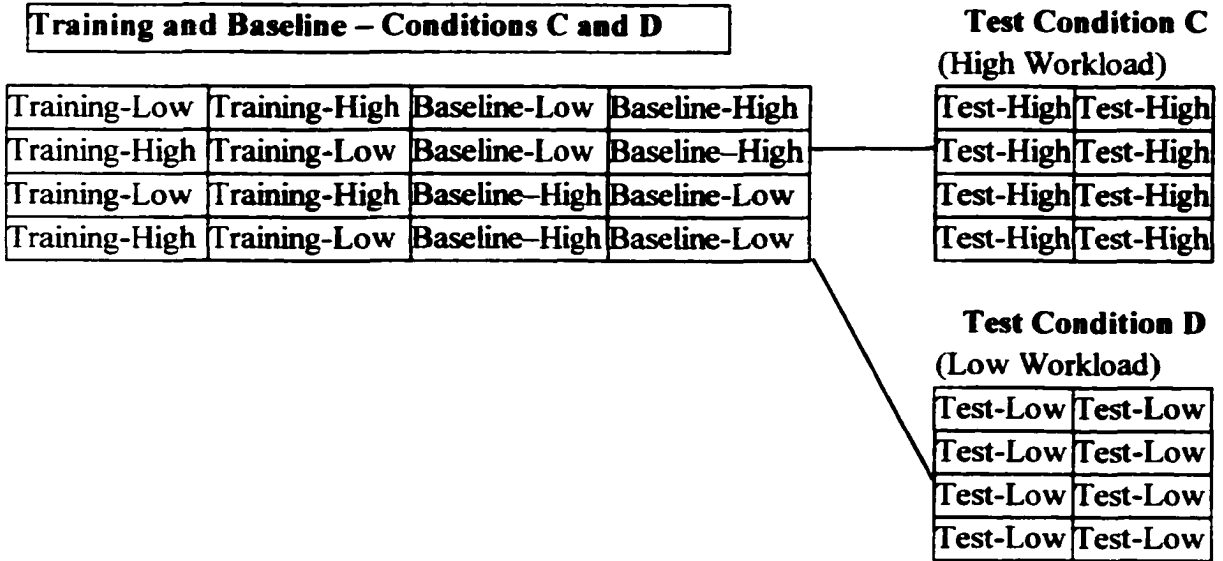 Training and Baseline – Conditions C and D
Training-Low Training-High Baseline-Low Baseline-High
Training-High Training-Low Baseline-Low Baseline–High
Training-Low Training-High Baseline–High Baseline-Low
Training-High Training-Low Baseline–High Baseline-Low
Test Condition C
(High Workload)
Test-High Test-High
Test-High Test-High
Test-High Test-High
Test-High Test-High
Test Condition D
(Low Workload)
Test-Low Test-Low
Test-Low Test-Low
Test-Low Test-Low
Test-Low Test-Low